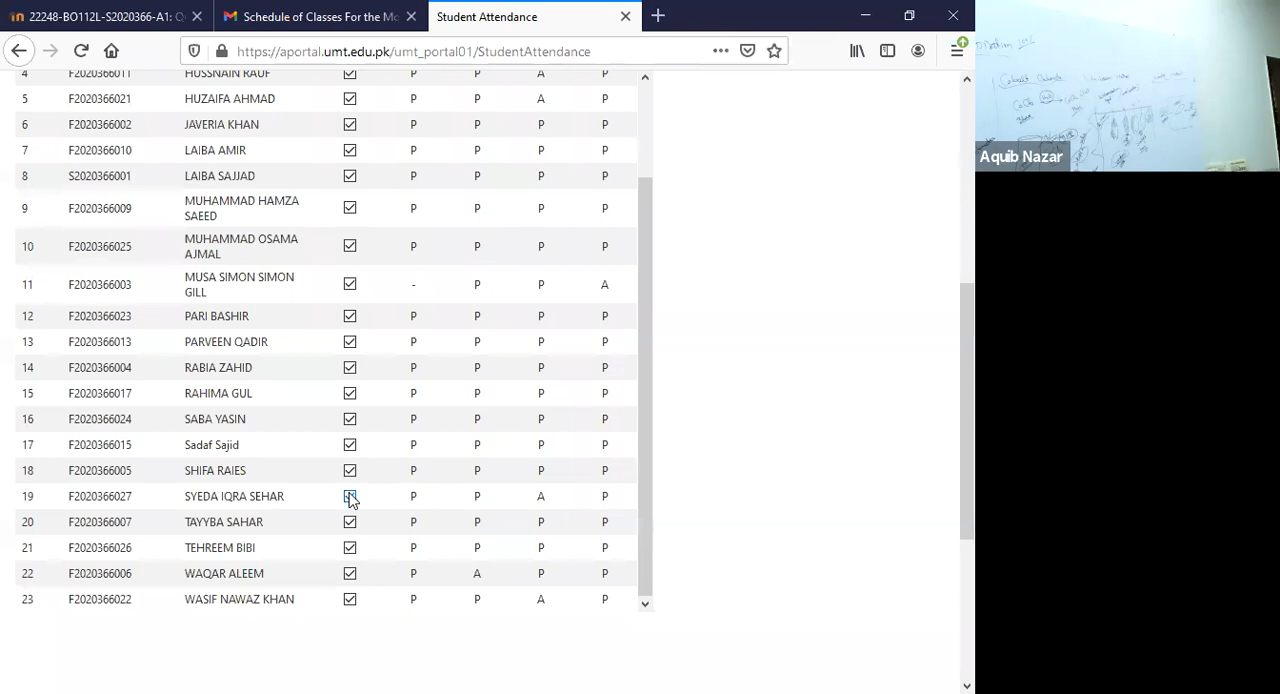 22248-BO112L-S2020366-A1: Q
Schedule of Classes For the Mo
Student Attendance
https://aportal.umt.edu.pk/umt_portal01/StudentAttendance
4 F2020366011 HUSSNAIN RAUF P P A P
5 F2020366021 HUZAIFA AHMAD P P A P
6 F2020366002 JAVERIA KHAN P P P P
7 F2020366010 LAIBA AMIR P P P P
8 S2020366001 LAIBA SAJJAD P P P P
9 F2020366009 MUHAMMAD HAMZA P P P P
SAEED
10 F2020366025 MUHAMMAD OSAMA P P P P
AJMAL
11 F2020366003 MUSA SIMON SIMON - P P A
GILL
12 F2020366023 PARI BASHIR P P P P
13 F2020366013 PARVEEN QADIR P P P P
14 F2020366004 RABIA ZAHID P P P P
15 F2020366017 RAHIMA GUL P P P P
16 F2020366024 SABA YASIN P P P P
17 F2020366015 Sadaf Sajid P P P P
18 F2020366005 SHIFA RAIES P P P P
19 F2020366027 SYEDA IQRA SEHAR P P A P
20 F2020366007 TAYYBA SAHAR P P P P
21 F2020366026 TEHREEM BIBI P P P P
22 F2020366006 WAQAR ALEEM P A P P
23 F2020366022 WASIF NAWAZ KHAN P P A P
Aquib Nazar